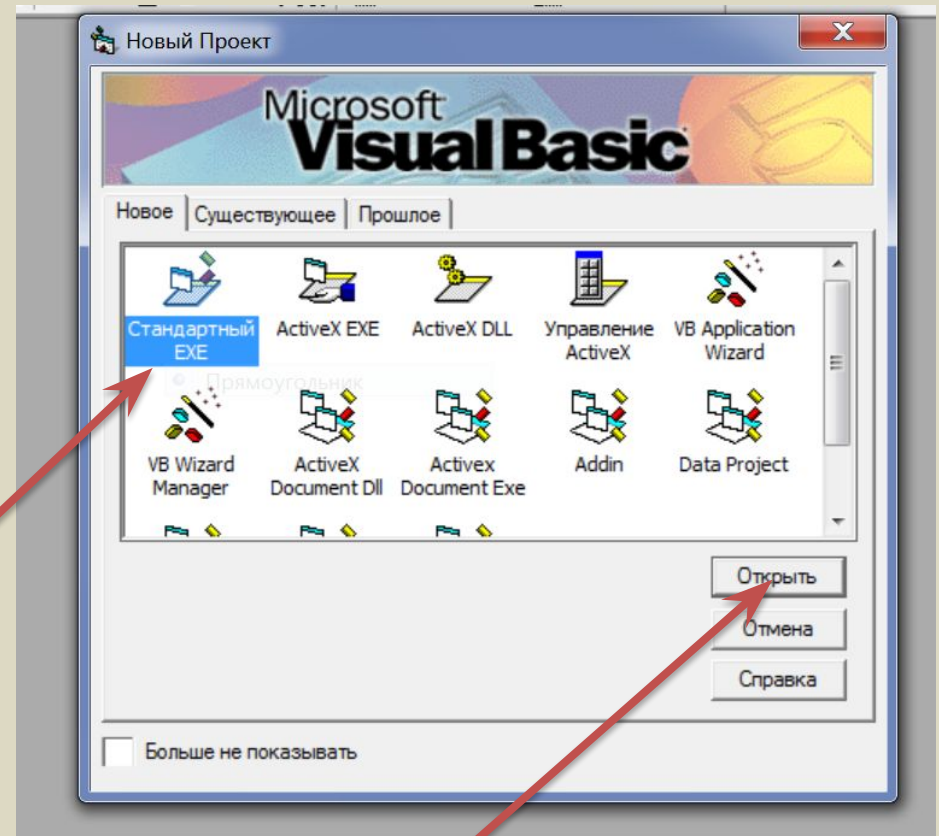 Новый Проект
Microsoft
Visual Basic
Новое Существующее Прошлое
Стандартный EXE
ActiveX EXE
ActiveX DLL
Управление ActiveX
VB Application Wizard
Прямоугольник
VB Wizard Manager
ActiveX Document Dll
Activex Document Exe
Addin
Data Project
Открыть
Отмена
Справка
Больше не показывать